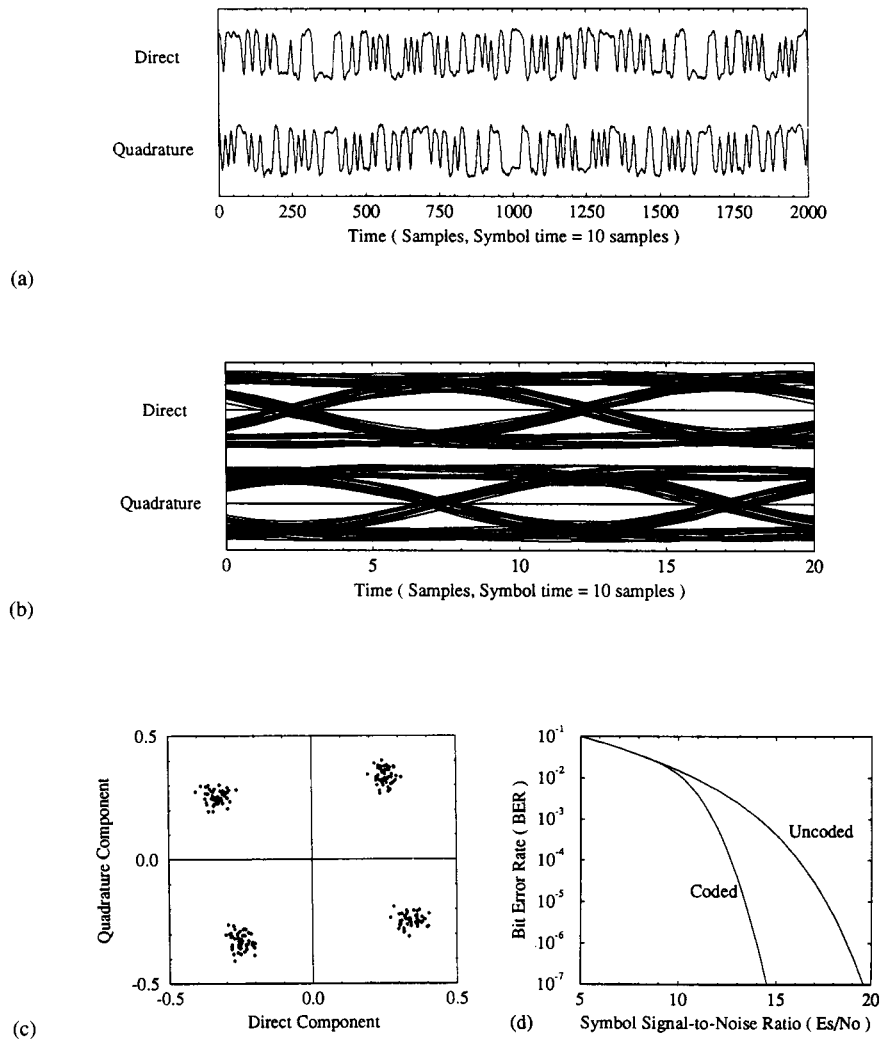 Direct
Quadrature
0 250 500 750 1000 1250 1500 1750 2000
Time ( Samples, Symbol time = 10 samples )
(a)
Direct
Quadrature
0 5 10 15 20
Time ( Samples, Symbol time = 10 samples )
(b)
0.5
0.0
-0.5
Quadrature Component
-0.5 0.0 0.5
Direct Component
(c)
10-1
10-2
10-3
10-4
10-5
10-6
10-7
Bit Error Rate ( BER )
Uncoded
Coded
5 10 15 20
Symbol Signal-to-Noise Ratio ( Es/No )
(d)